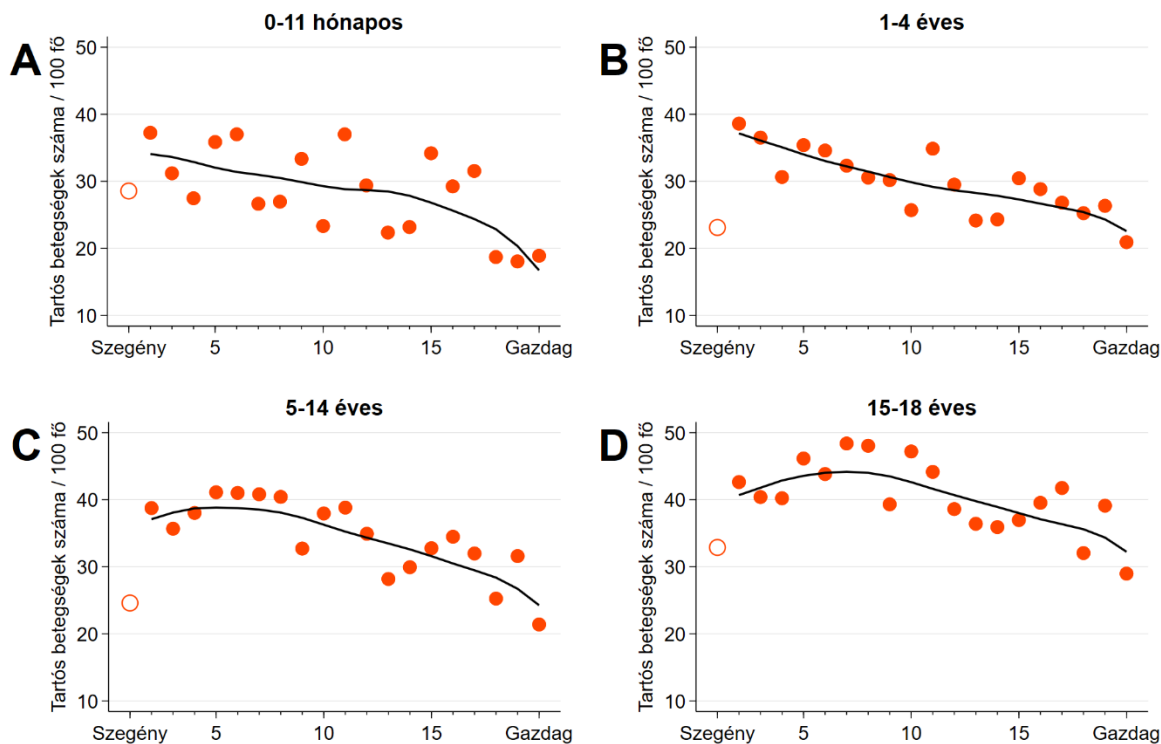 A
0-11 hónapos
Tartós betegségek száma / 100 fő
50
40
30
20
10
Szegény 5 10 15 Gazdag
B
1-4 éves
Tartós betegségek száma / 100 fő
50
40
30
20
10
Szegény 5 10 15 Gazdag
C
5-14 éves
Tartós betegségek száma / 100 fő
50
40
30
20
10
Szegény 5 10 15 Gazdag
D
15-18 éves
Tartós betegségek száma / 100 fő
50
40
30
20
10
Szegény 5 10 15 Gazdag